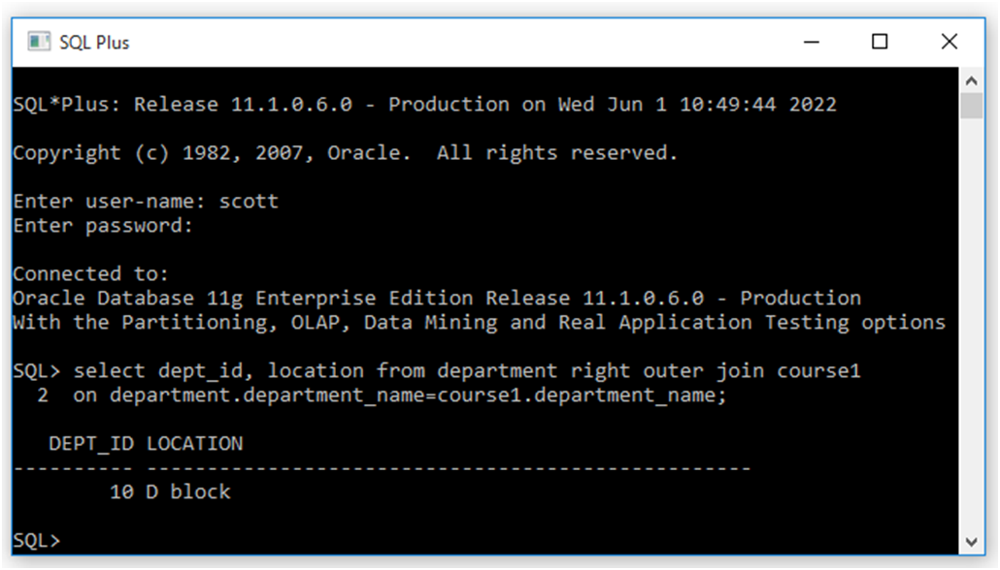 SQL Plus
SQL*Plus: Release 11.1.0.6.0 - Production on Wed Jun 1 10:49:44 2022
Copyright (c) 1982, 2007, Oracle.  All rights reserved.
Enter user-name: scott
Enter password:
Connected to:
Oracle Database 11g Enterprise Edition Release 11.1.0.6.0 - Production
With the Partitioning, OLAP, Data Mining and Real Application Testing options
SQL> select dept_id, location from department right outer join course1
  2  on department.department_name=course1.department_name;
   DEPT_ID LOCATION
---------- --------------------------------------------------
        10 D block
SQL>